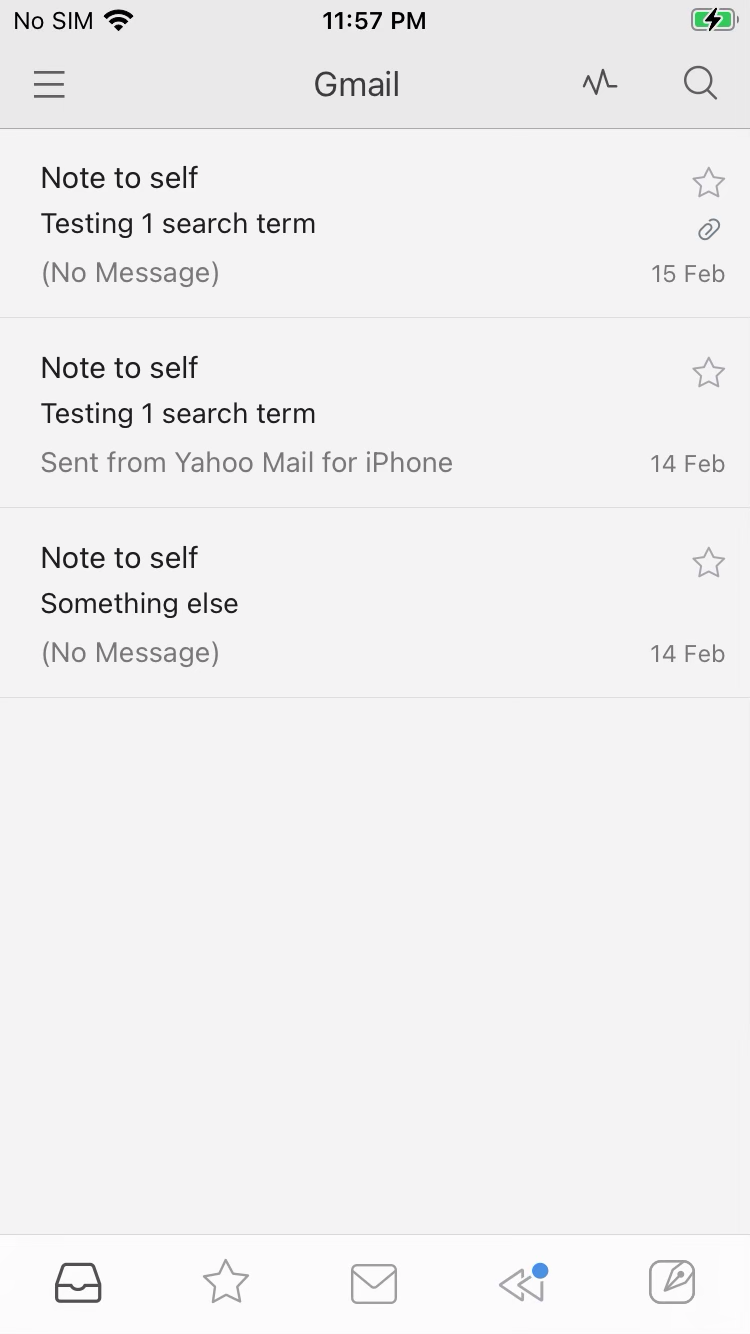 No SIM 11:57 PM
Gmail
Note to self
Testing 1 search term
(No Message) 15 Feb
Note to self
Testing 1 search term
Sent from Yahoo Mail for iPhone 14 Feb
Note to self
Something else
(No Message) 14 Feb